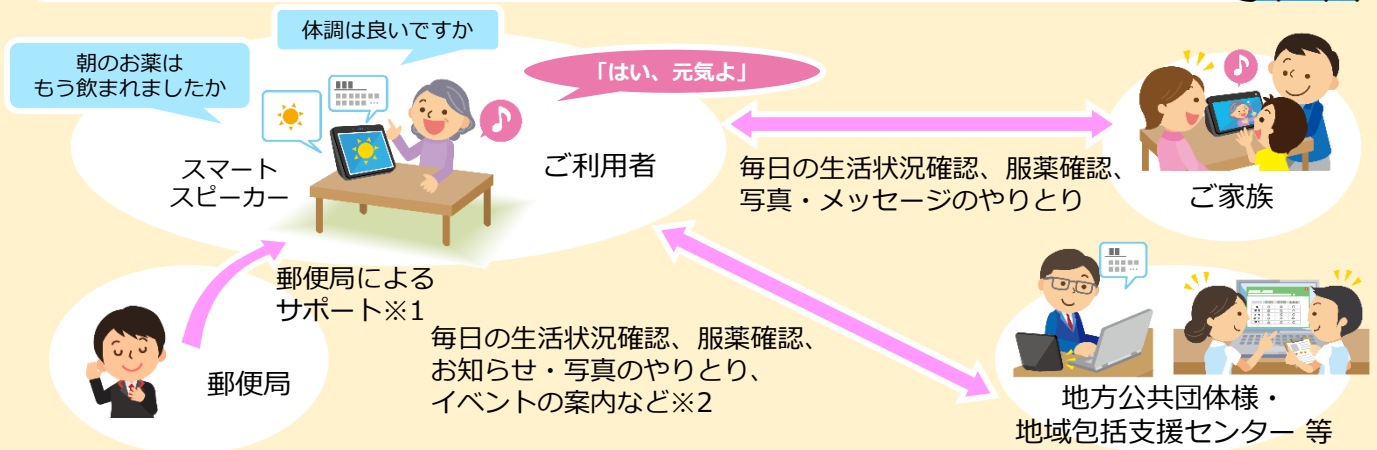 体調は良いですか
朝のお薬は
もう飲まれましたか
「はい、元気よ」
スマート
スピーカー
ご利用者
毎日の生活状況確認、服薬確認、
写真・メッセージのやりとり
ご家族
郵便局による
サポート※1
郵便局
毎日の生活状況確認、服薬確認、
お知らせ・写真のやりとり、
イベントの案内など※2
地方公共団体様・
地域包括支援センター 等